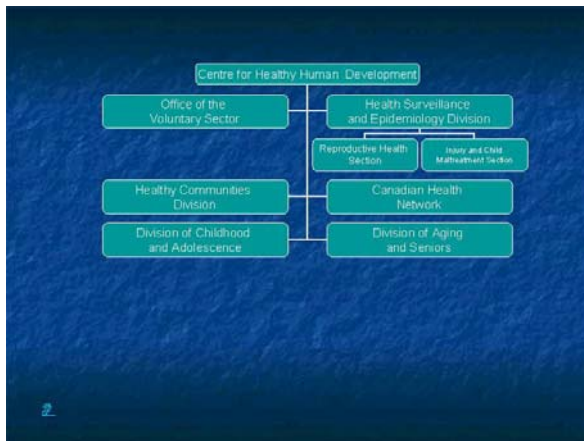 Centre for Healthy Human Development
Office of the
Voluntary Sector
Health Surveillance
and Epidemiology Division
Reproductive Health
Section
Injury and Child
Maltreatment Section
Healthy Communities
Division
Canadian Health
Network
Division of Childhood
and Adolescence
Division of Aging
and Seniors